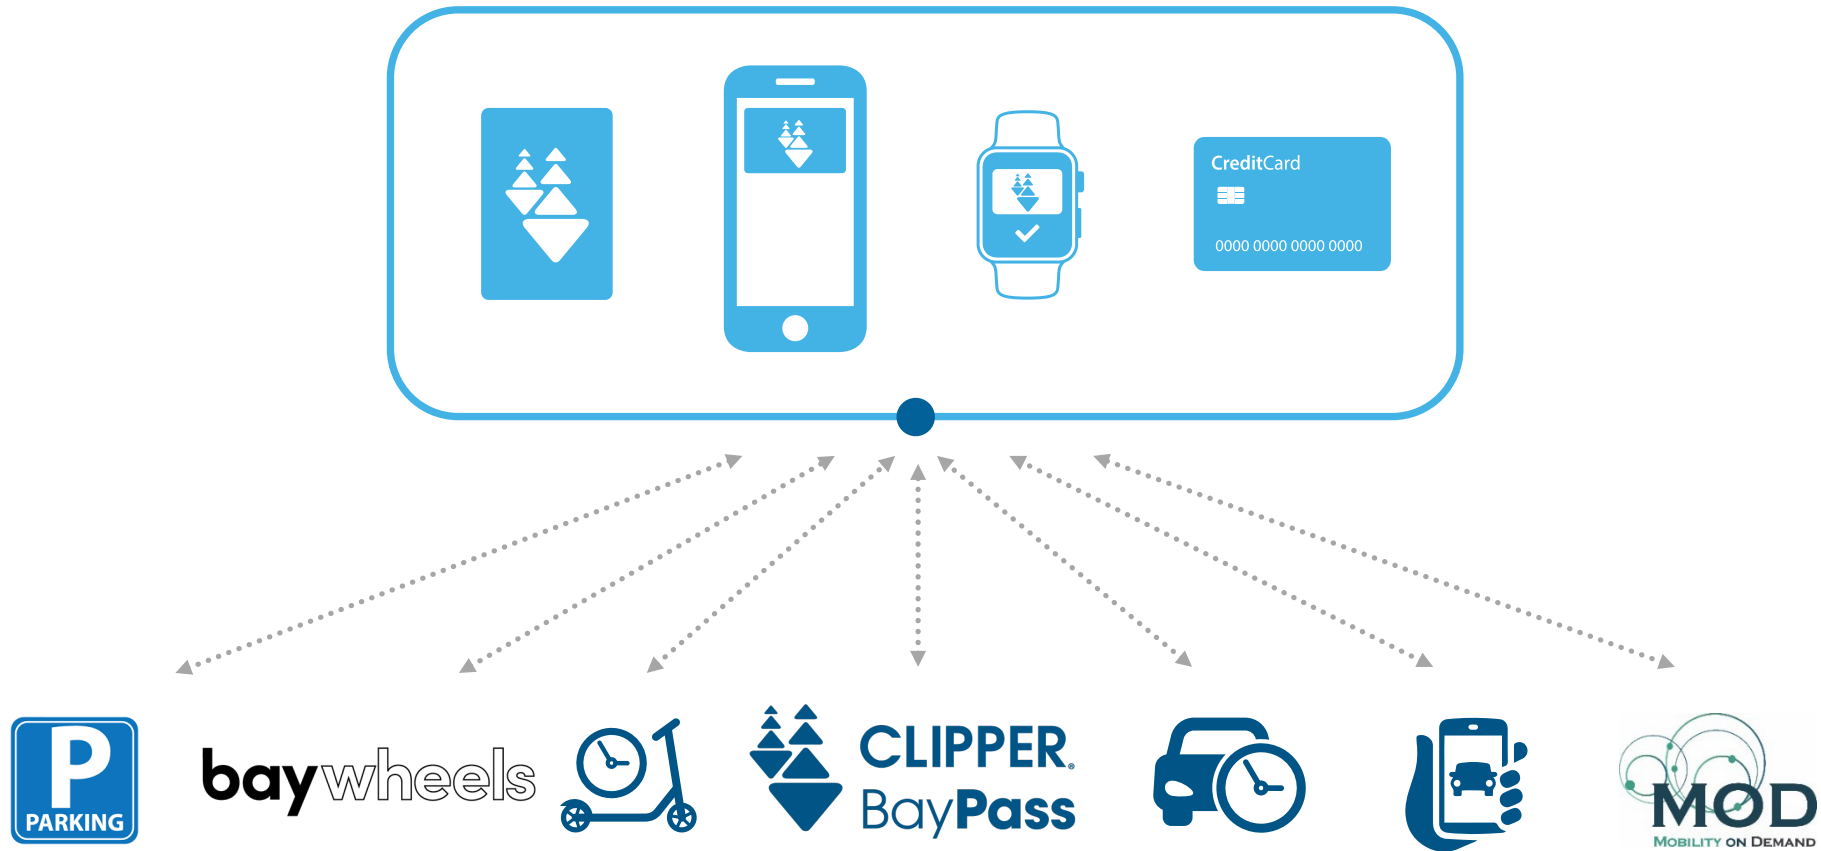 CreditCard
0000 0000 0000 0000
P
PARKING
baywheels
CLIPPER®
BayPass
MOD
MOBILITY ON DEMAND